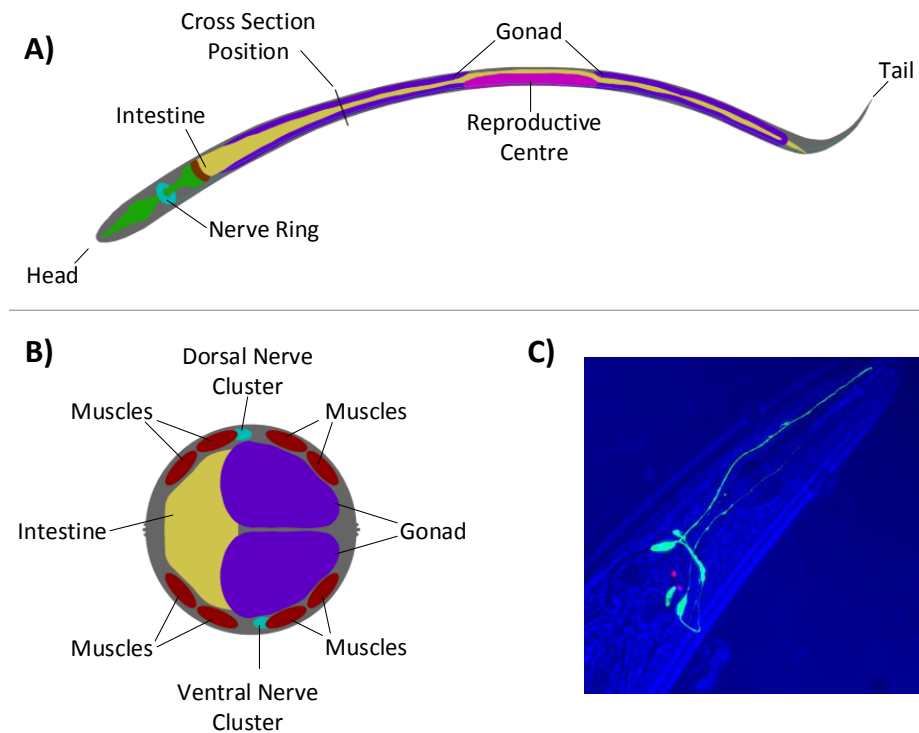 A)
Cross Section
Position
Gonad
Tail
Intestine
Reproductive
Centre
Nerve Ring
Head
B)
C)
Dorsal Nerve
Cluster
Muscles
Muscles
Intestine
Gonad
Muscles
Muscles
Ventral Nerve
Cluster